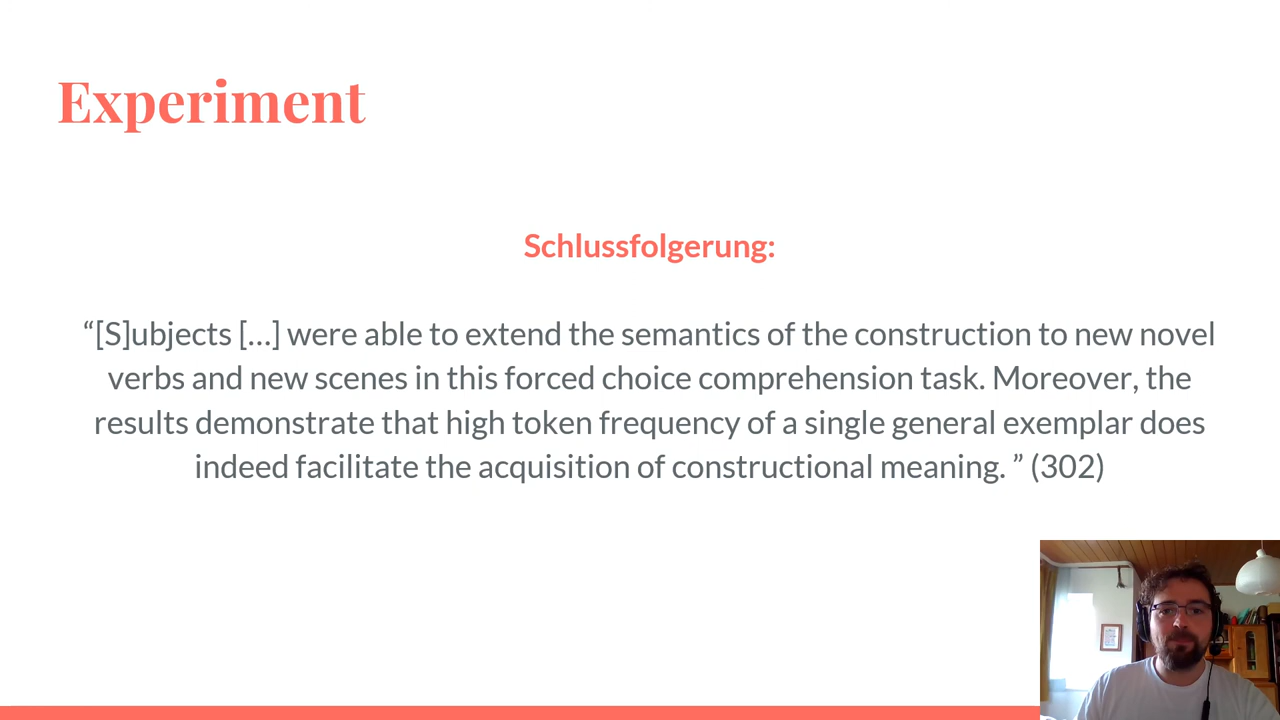 Experiment
Schlussfolgerung:
“[S]ubjects [...] were able to extend the semantics of the construction to new novel
verbs and new scenes in this forced choice comprehension task. Moreover, the
results demonstrate that high token frequency of a single general exemplar does
indeed facilitate the acquisition of constructional meaning. ” (302)